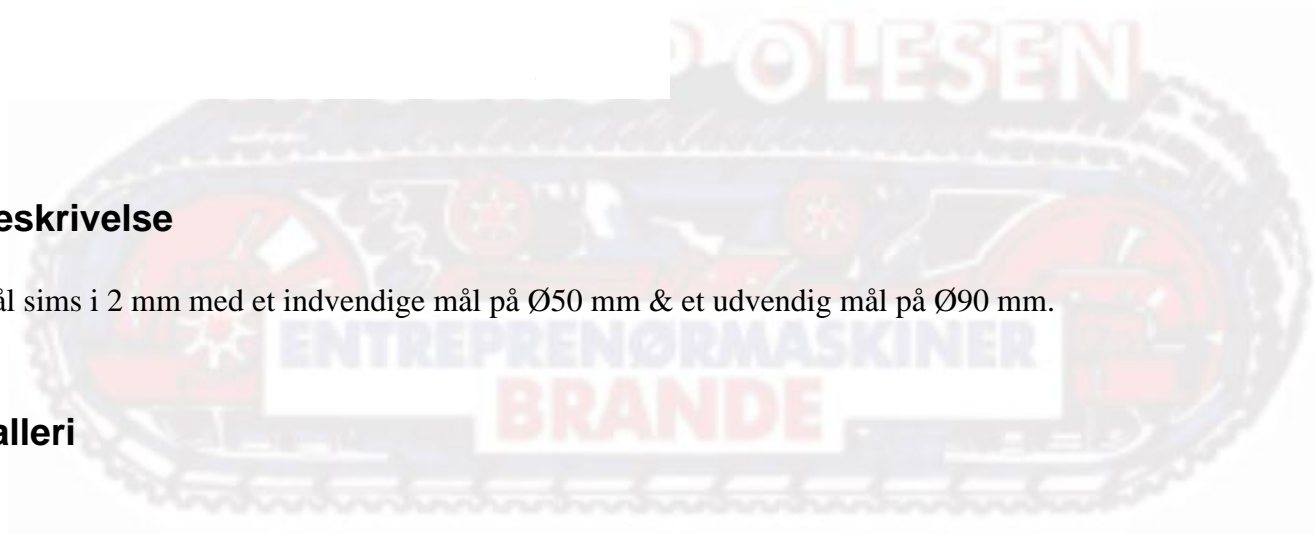 OLESEN
eskrivelse
ål sims i 2 mm med et indvendige mål på Ø50 mm & et udvendig mål på Ø90 mm.
ENTREPRENØRMASKINER
BRANDE
alleri